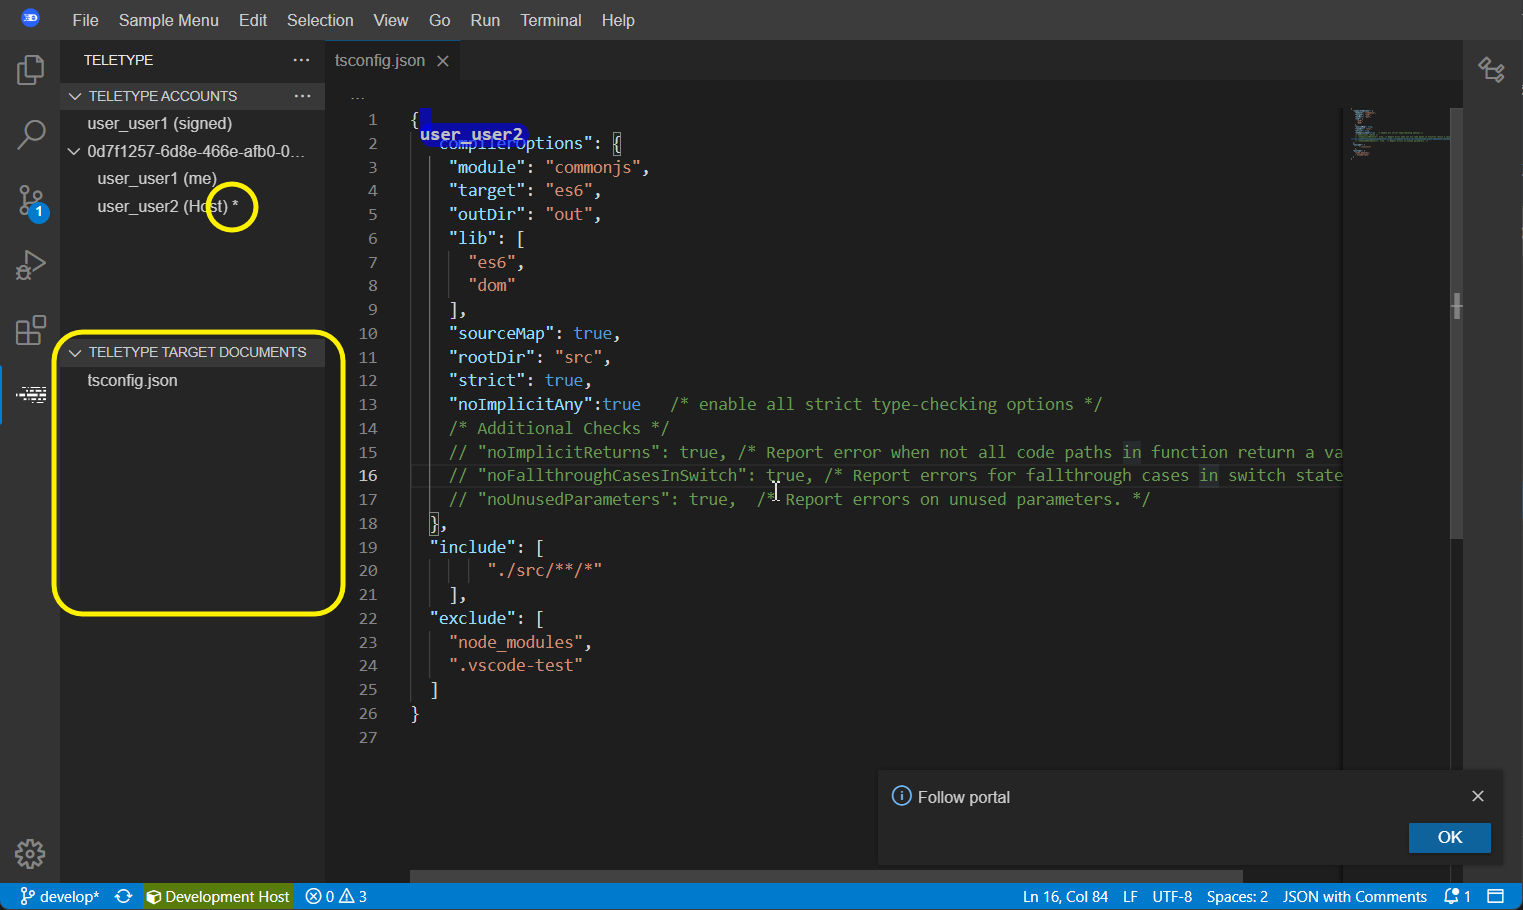 File Sample Menu Edit Selection View Go Run Terminal Help
TELETYPE
TELETYPE ACCOUNTS
user_user1 (signed)
0d7f1257-6d8e-466e-afb0-0...
user_user1 (me)
user_user2 (Host) *
1
TELETYPE TARGET DOCUMENTS
tsconfig.json
tsconfig.json
...
1 {
user_user2
2 "compilerOptions": {
3 "module": "commonjs",
4 "target": "es6",
5 "outDir": "out",
6 "lib": [
7 "es6",
8 "dom"
9 ],
10 "sourceMap": true,
11 "rootDir": "src",
12 "strict": true,
13 "noImplicitAny":true /* enable all strict type-checking options */
14 /* Additional Checks */
15 // "noImplicitReturns": true, /* Report error when not all code paths in function return a va
16 // "noFallthroughCasesInSwitch": true, /* Report errors for fallthrough cases in switch state
17 // "noUnusedParameters": true, /* Report errors on unused parameters. */
18 },
19 "include": [
20 "./src/**/*"
21 ],
22 "exclude": [
23 "node_modules",
24 ".vscode-test"
25 ]
26 }
27
Follow portal
OK
develop* Development Host 0 3 Ln 16, Col 84 LF UTF-8 Spaces: 2 JSON with Comments 1